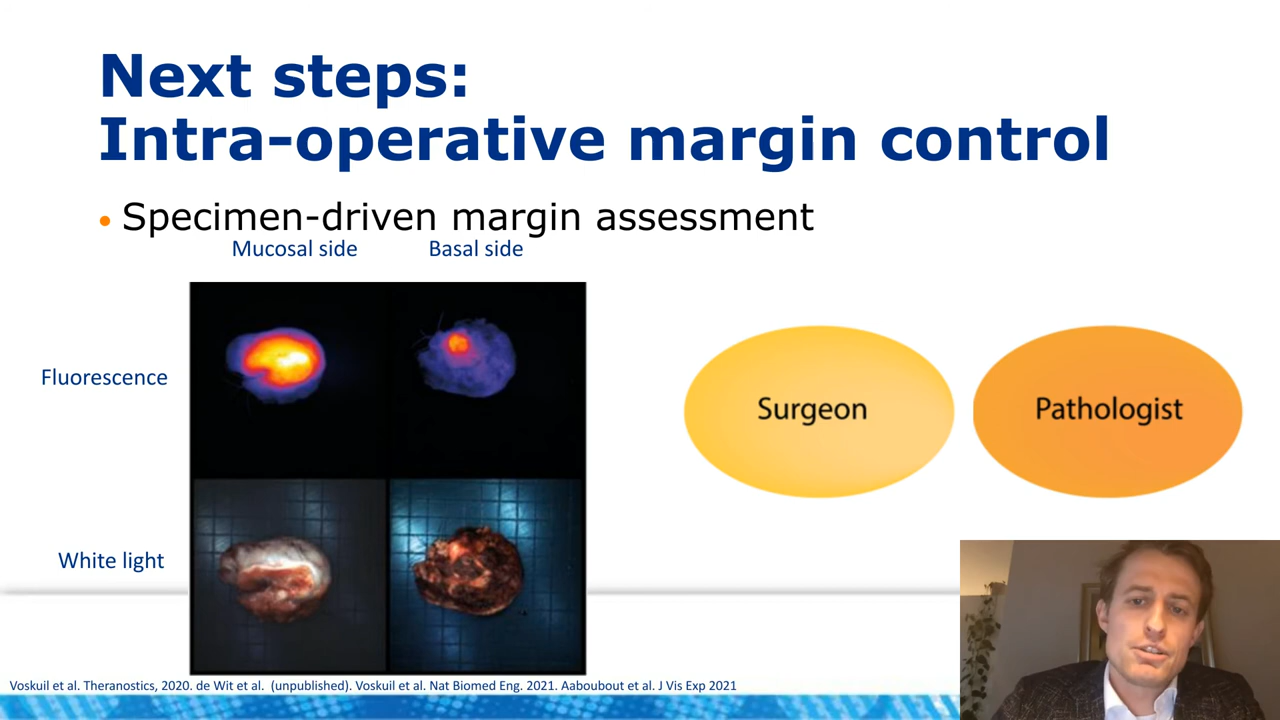 Next steps:
Intra-operative margin control
• Specimen-driven margin assessment
Mucosal side
Basal side
Fluorescence
Surgeon
Pathologist
White light
Voskuil et al. Theranostics, 2020. de Wit et al.  (unpublished). Voskuil et al. Nat Biomed Eng. 2021. Aaboubout et al. J Vis Exp 2021